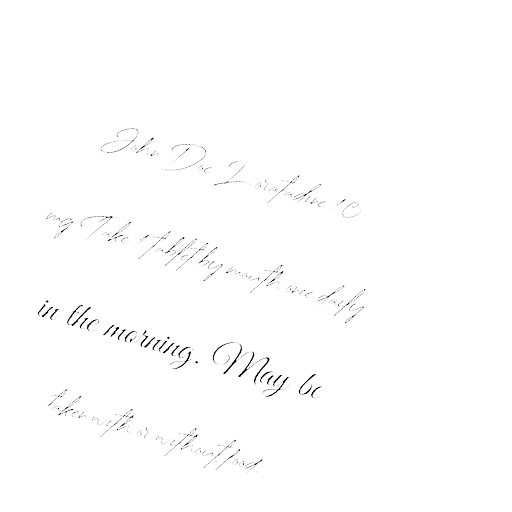 John Doe Loratadine 10
mg Take 1 tablet by mouth once daily
in the morning. May be
taken with or without food.